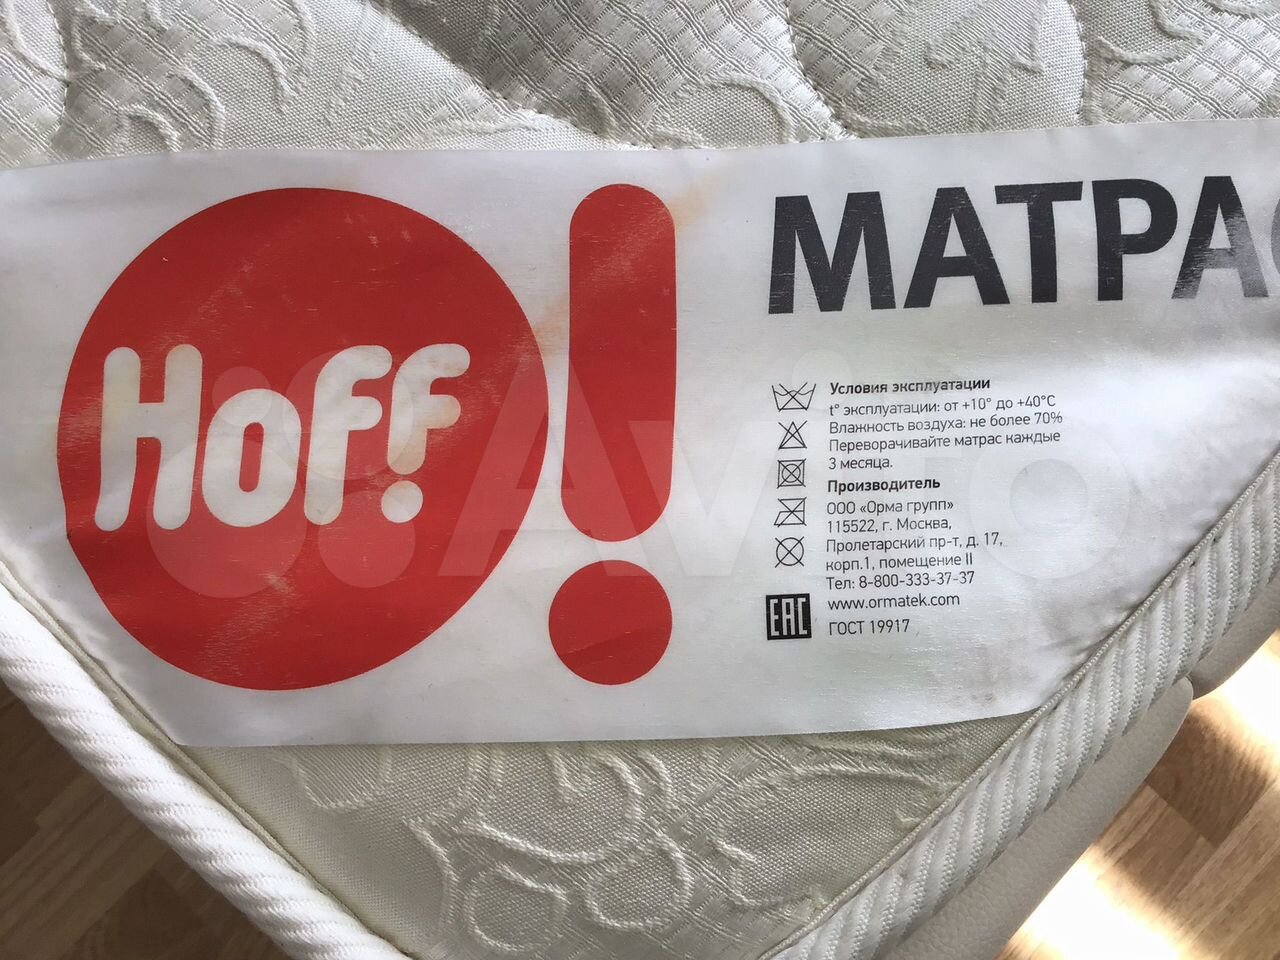 Hoff!
МАТРАС
Условия эксплуатации
t° эксплуатации: от +10° до +40°C
Влажность воздуха: не более 70%
Переворачивайте матрас каждые
3 месяца.
Производитель
ООО «Орма групп»
115522, г. Москва,
Пролетарский пр-т, д. 17,
корп.1, помещение II
Тел: 8-800-333-37-37
www.ormatek.com
EAC
ГОСТ 19917
Avito